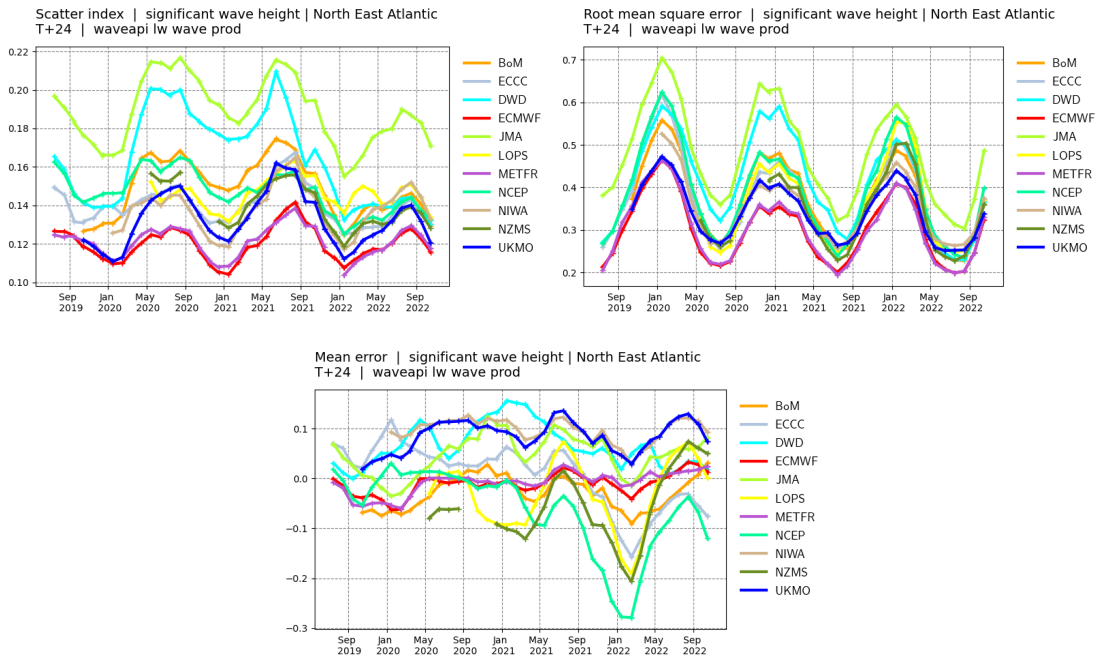 Scatter index | significant wave height | North East Atlantic
T+24 | waveapi lw wave prod
0.22
0.20
0.18
0.16
0.14
0.12
0.10
Sep 2019
Jan 2020
May 2020
Sep 2020
Jan 2021
May 2021
Sep 2021
Jan 2022
May 2022
Sep 2022
BoM
ECCC
DWD
ECMWF
JMA
LOPS
METFR
NCEP
NIWA
NZMS
UKMO
Root mean square error | significant wave height | North East Atlantic
T+24 | waveapi lw wave prod
0.7
0.6
0.5
0.4
0.3
0.2
Sep 2019
Jan 2020
May 2020
Sep 2020
Jan 2021
May 2021
Sep 2021
Jan 2022
May 2022
Sep 2022
BoM
ECCC
DWD
ECMWF
JMA
LOPS
METFR
NCEP
NIWA
NZMS
UKMO
Mean error | significant wave height | North East Atlantic
T+24 | waveapi lw wave prod
0.1
0.0
−0.1
−0.2
−0.3
Sep 2019
Jan 2020
May 2020
Sep 2020
Jan 2021
May 2021
Sep 2021
Jan 2022
May 2022
Sep 2022
BoM
ECCC
DWD
ECMWF
JMA
LOPS
METFR
NCEP
NIWA
NZMS
UKMO